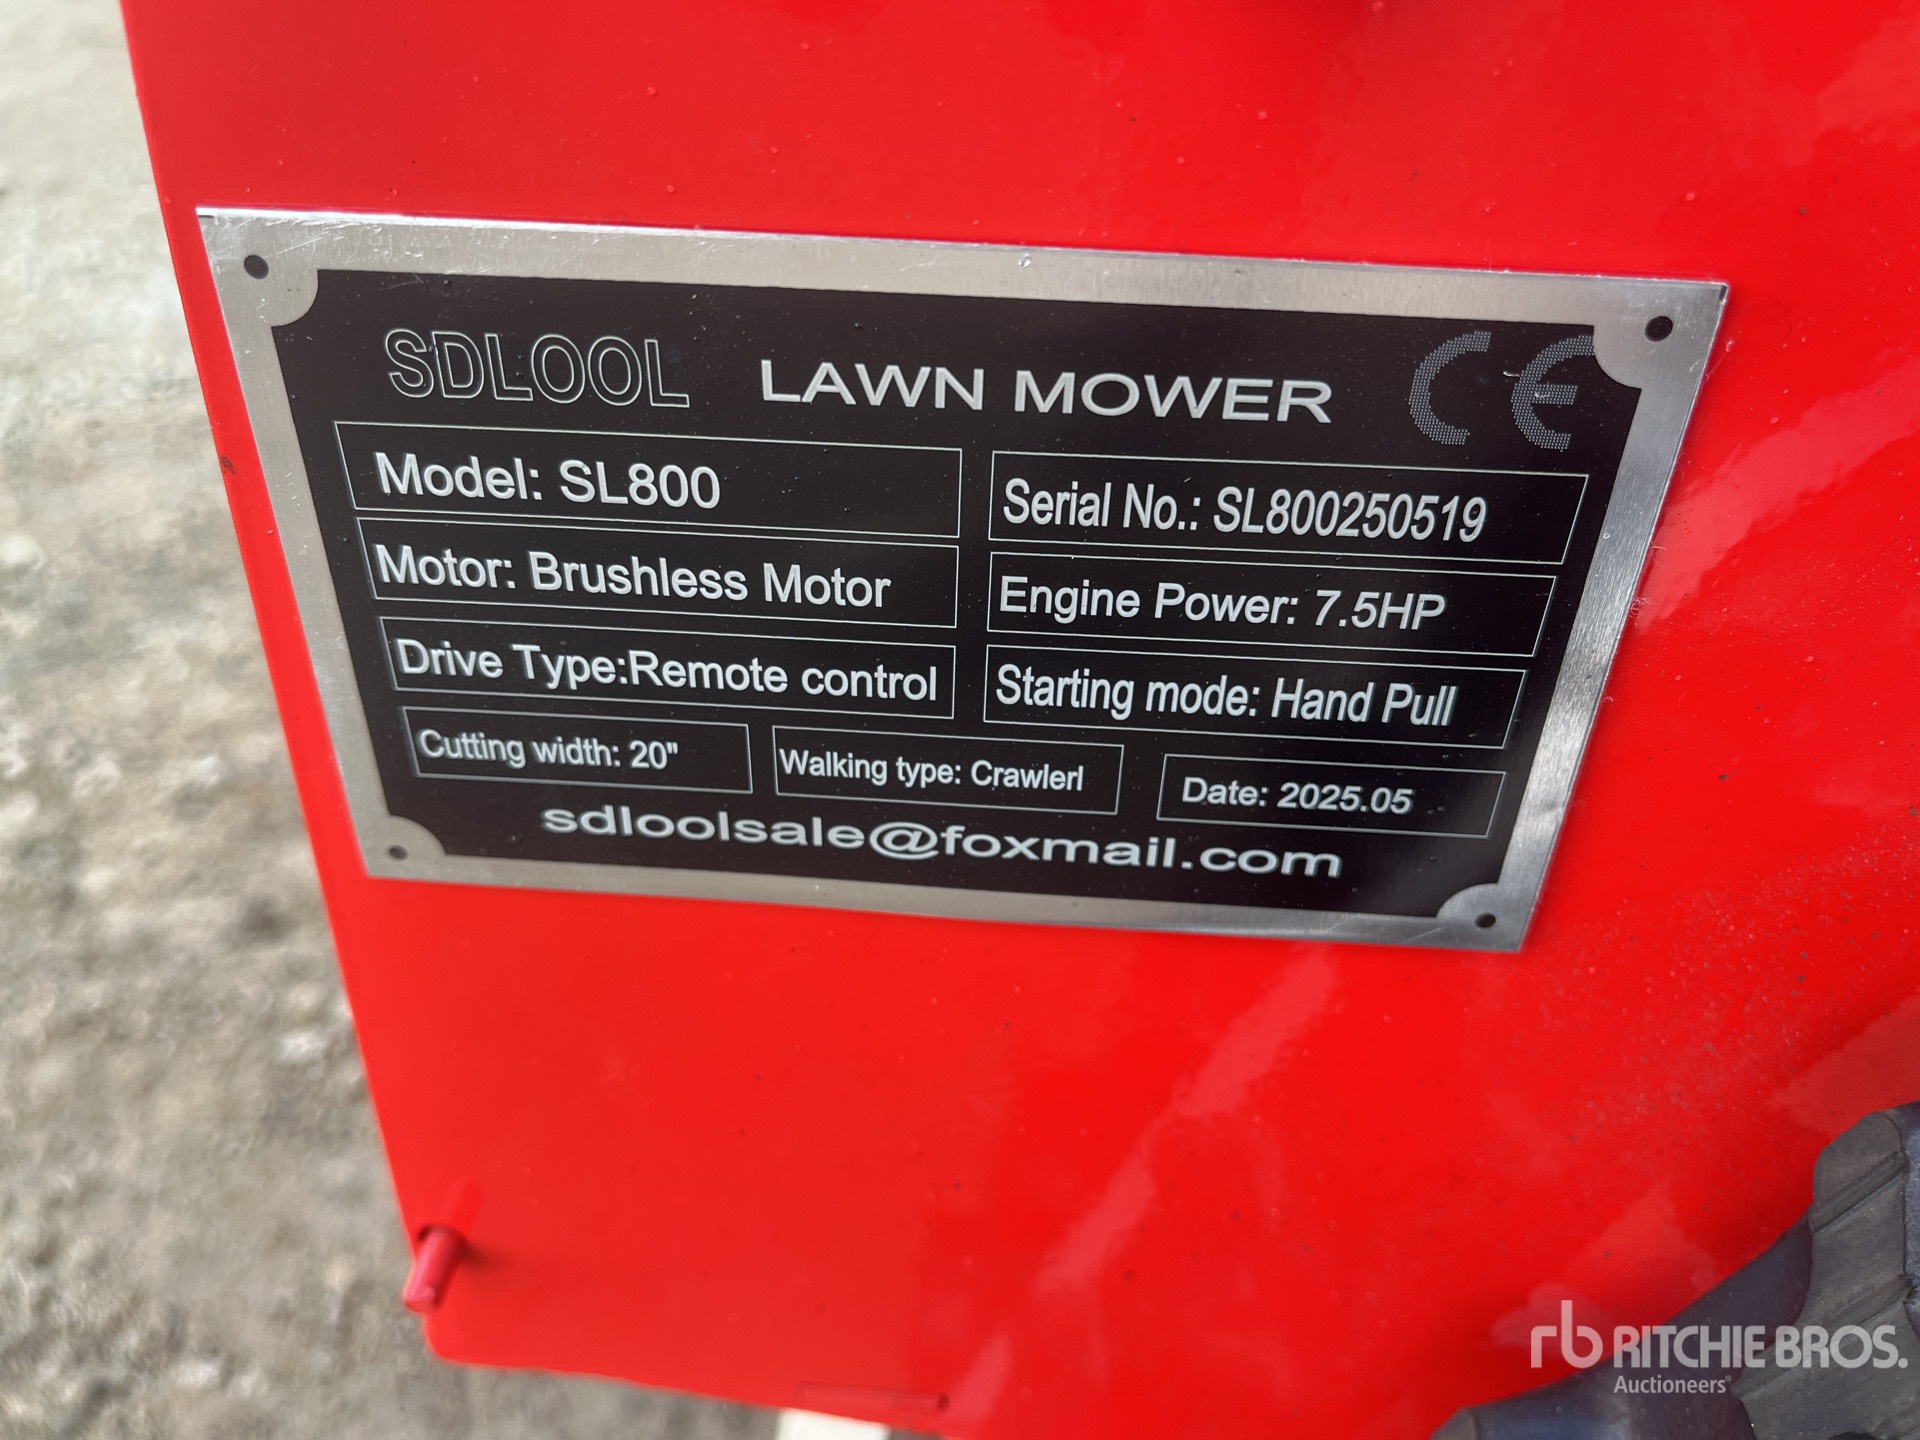 SDLOOL LAWN MOWER CE
Model: SL800
Serial No.: SL800250519
Motor: Brushless Motor
Engine Power: 7.5HP
Drive Type:Remote control
Starting mode: Hand Pull
Cutting width: 20"
Walking type: Crawlerl
Date: 2025.05
sdloolsale@foxmail.com
rb RITCHIE BROS.
Auctioneers